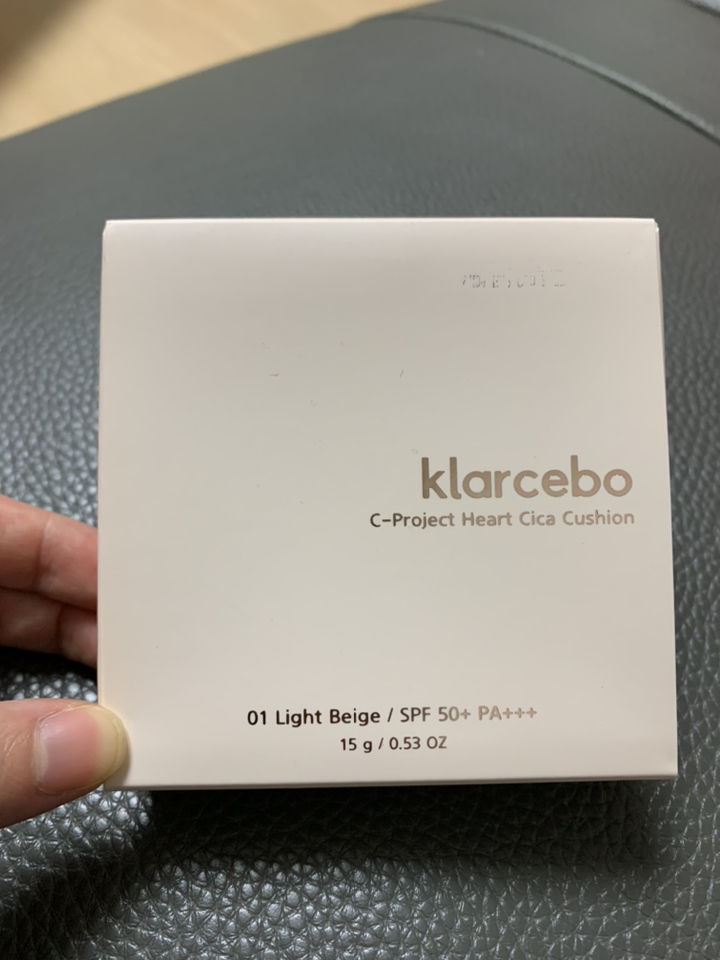 klarcebo
C-Project Heart Cica Cushion
01 Light Beige / SPF 50+ PA+++
15 g / 0.53 OZ